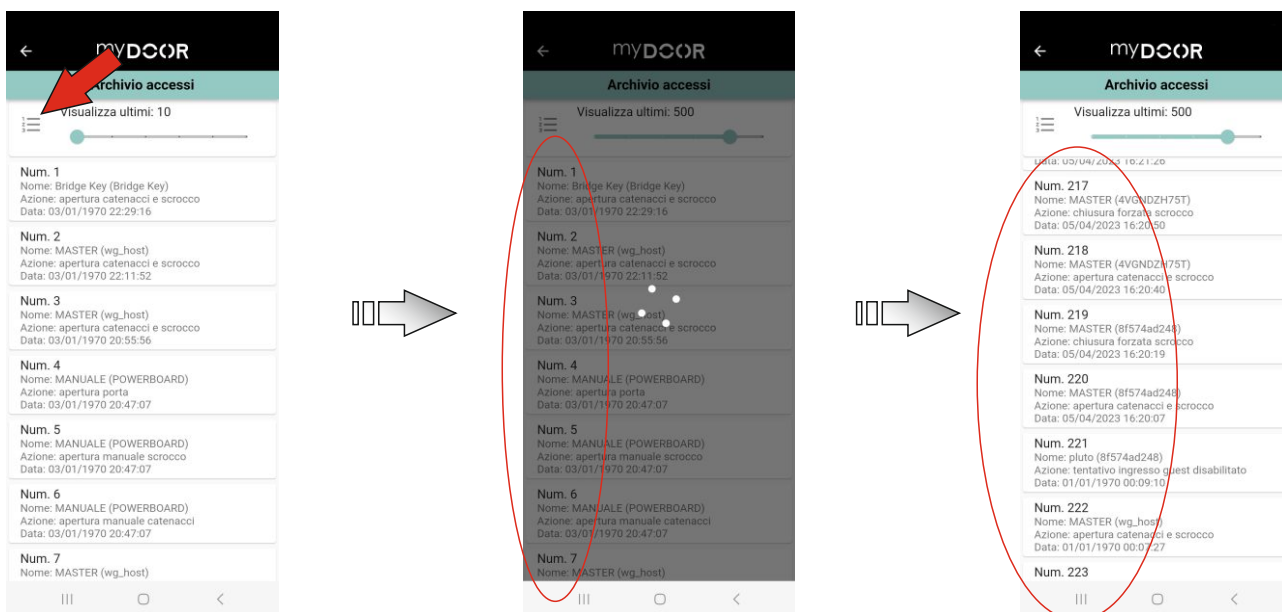 myDOOR
Archivio accessi
Visualizza ultimi: 10
1
2
3
Num. 1
Nome: Bridge Key (Bridge Key)
Azione: apertura catenacci e scrocco
Data: 03/01/1970 22:29:16
Num. 2
Nome: MASTER (wg_host)
Azione: apertura catenacci e scrocco
Data: 03/01/1970 22:11:52
Num. 3
Nome: MASTER (wg_host)
Azione: apertura catenacci e scrocco
Data: 03/01/1970 20:55:56
Num. 4
Nome: MANUALE (POWERBOARD)
Azione: apertura porta
Data: 03/01/1970 20:47:07
Num. 5
Nome: MANUALE (POWERBOARD)
Azione: apertura manuale scrocco
Data: 03/01/1970 20:47:07
Num. 6
Nome: MANUALE (POWERBOARD)
Azione: apertura manuale catenacci
Data: 03/01/1970 20:47:07
Num. 7
Nome: MASTER (wg_host)
myDOOR
Archivio accessi
Visualizza ultimi: 500
1
2
3
Num. 1
Nome: Bridge Key (Bridge Key)
Azione: apertura catenacci e scrocco
Data: 03/01/1970 22:29:16
Num. 2
Nome: MASTER (wg_host)
Azione: apertura catenacci e scrocco
Data: 03/01/1970 22:11:52
Num. 3
Nome: MASTER (wg_host)
Azione: apertura catenacci e scrocco
Data: 03/01/1970 20:55:56
Num. 4
Nome: MANUALE (POWERBOARD)
Azione: apertura porta
Data: 03/01/1970 20:47:07
Num. 5
Nome: MANUALE (POWERBOARD)
Azione: apertura manuale scrocco
Data: 03/01/1970 20:47:07
Num. 6
Nome: MANUALE (POWERBOARD)
Azione: apertura manuale catenacci
Data: 03/01/1970 20:47:07
Num. 7
Nome: MASTER (wg_host)
myDOOR
Archivio accessi
Visualizza ultimi: 500
1
2
3
Data: 05/04/2023 16:21:26
Num. 217
Nome: MASTER (4VGNDZH75T)
Azione: chiusura forzata scrocco
Data: 05/04/2023 16:20:50
Num. 218
Nome: MASTER (4VGNDZH75T)
Azione: apertura catenacci e scrocco
Data: 05/04/2023 16:20:40
Num. 219
Nome: MASTER (8f574ad248)
Azione: chiusura forzata scrocco
Data: 05/04/2023 16:20:19
Num. 220
Nome: MASTER (8f574ad248)
Azione: apertura catenacci e scrocco
Data: 05/04/2023 16:20:07
Num. 221
Nome: pluto (8f574ad248)
Azione: tentativo ingresso guest disabilitato
Data: 01/01/1970 00:09:10
Num. 222
Nome: MASTER (wg_host)
Azione: apertura catenacci e scrocco
Data: 01/01/1970 00:07:27
Num. 223